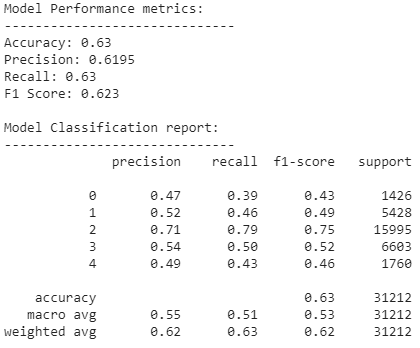 Model Performance metrics:
------------------------------
Accuracy: 0.63
Precision: 0.6195
Recall: 0.63
F1 Score: 0.623

Model Classification report:
------------------------------
              precision    recall  f1-score   support

           0       0.47      0.39      0.43      1426
           1       0.52      0.46      0.49      5428
           2       0.71      0.79      0.75     15995
           3       0.54      0.50      0.52      6603
           4       0.49      0.43      0.46      1760

    accuracy                           0.63     31212
   macro avg       0.55      0.51      0.53     31212
weighted avg       0.62      0.63      0.62     31212